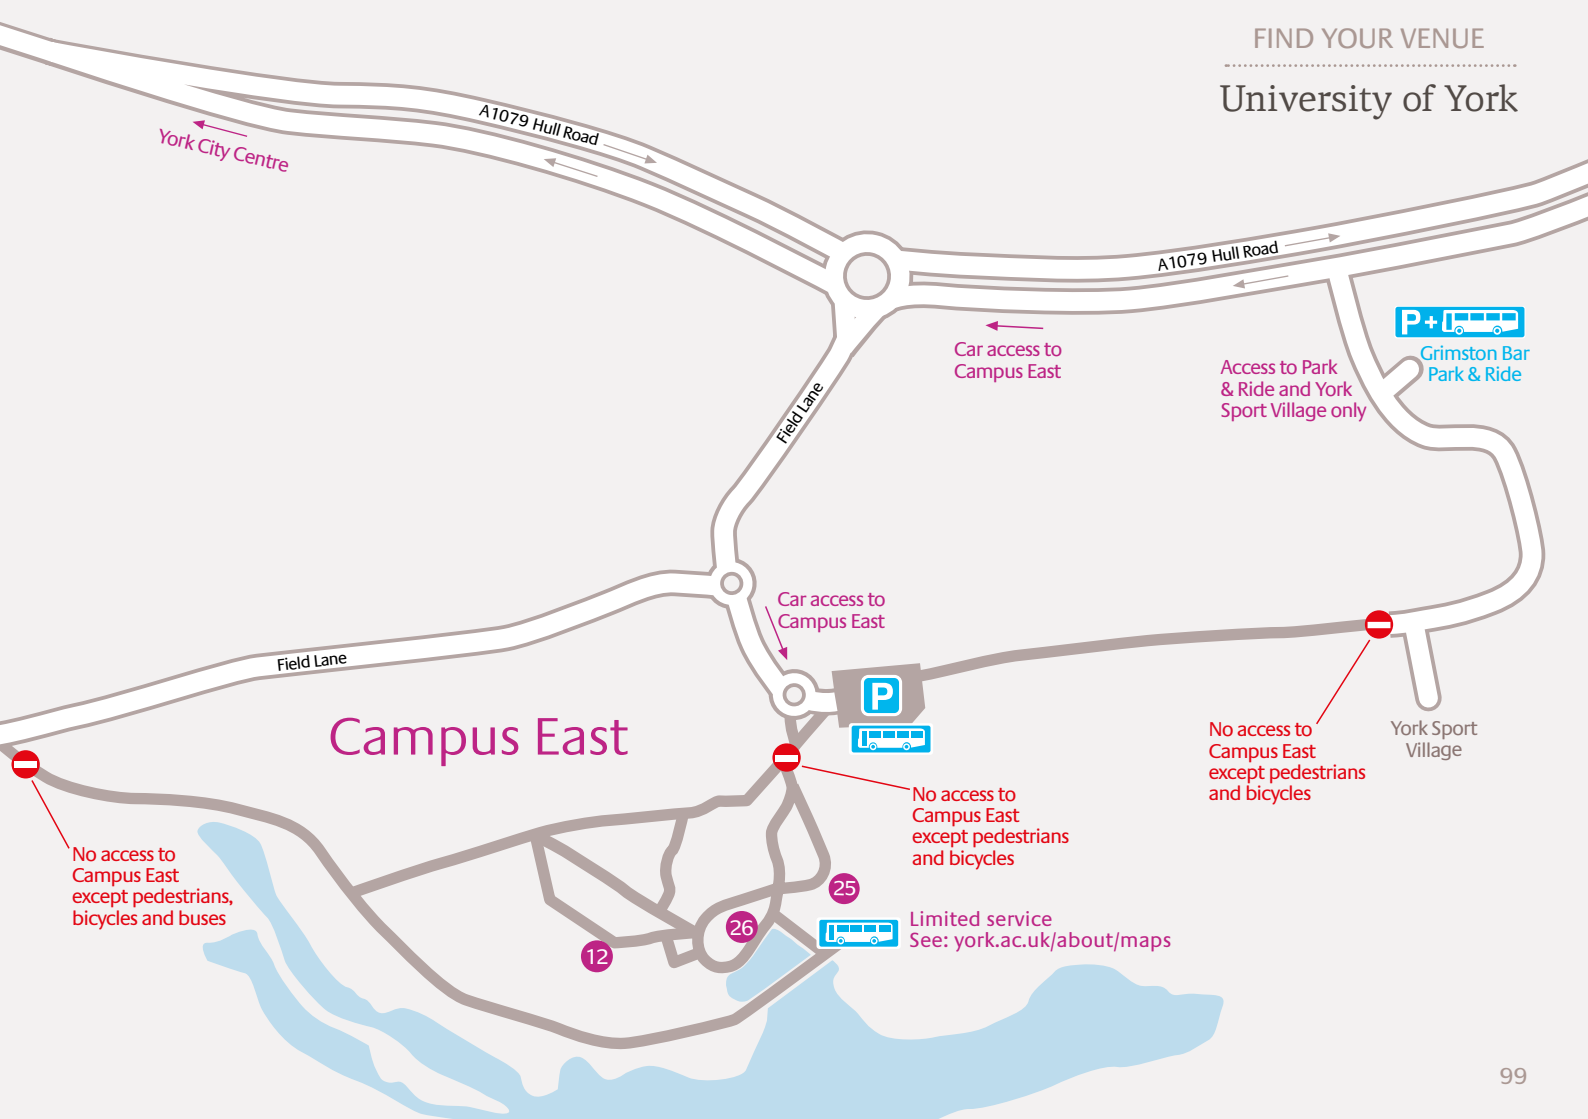 FIND YOUR VENUE
University of York
A1079 Hull Road
York City Centre
A1079 Hull Road
P+
Grimston Bar
Park & Ride
Car access to
Campus East
Access to Park
& Ride and York
Sport Village only
Field Lane
Car access to
Campus East
Field Lane
P
Campus East
No access to
Campus East
except pedestrians
and bicycles
York Sport
Village
No access to
Campus East
except pedestrians
and bicycles
No access to
Campus East
except pedestrians,
bicycles and buses
25
26
12
Limited service
See: york.ac.uk/about/maps
99